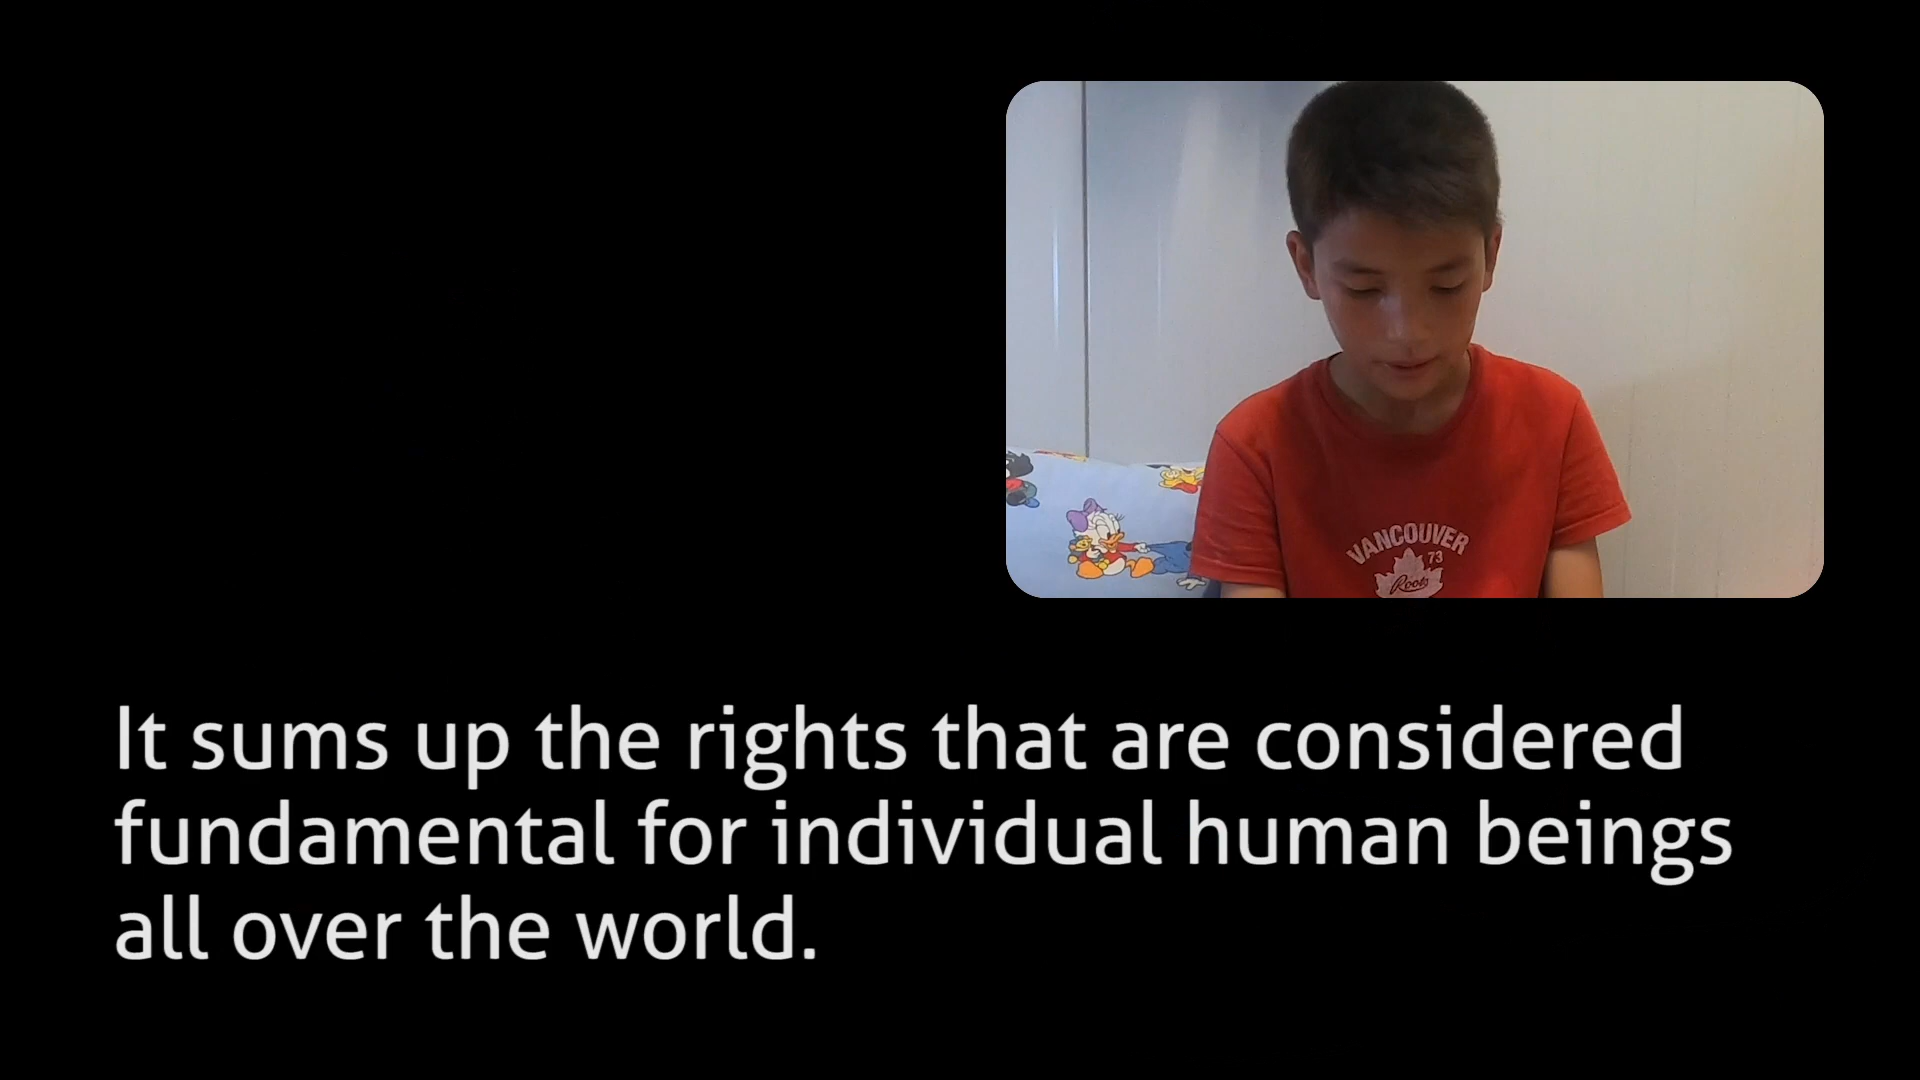 VANCOUVER
73
Roots
It sums up the rights that are considered
fundamental for individual human beings
all over the world.